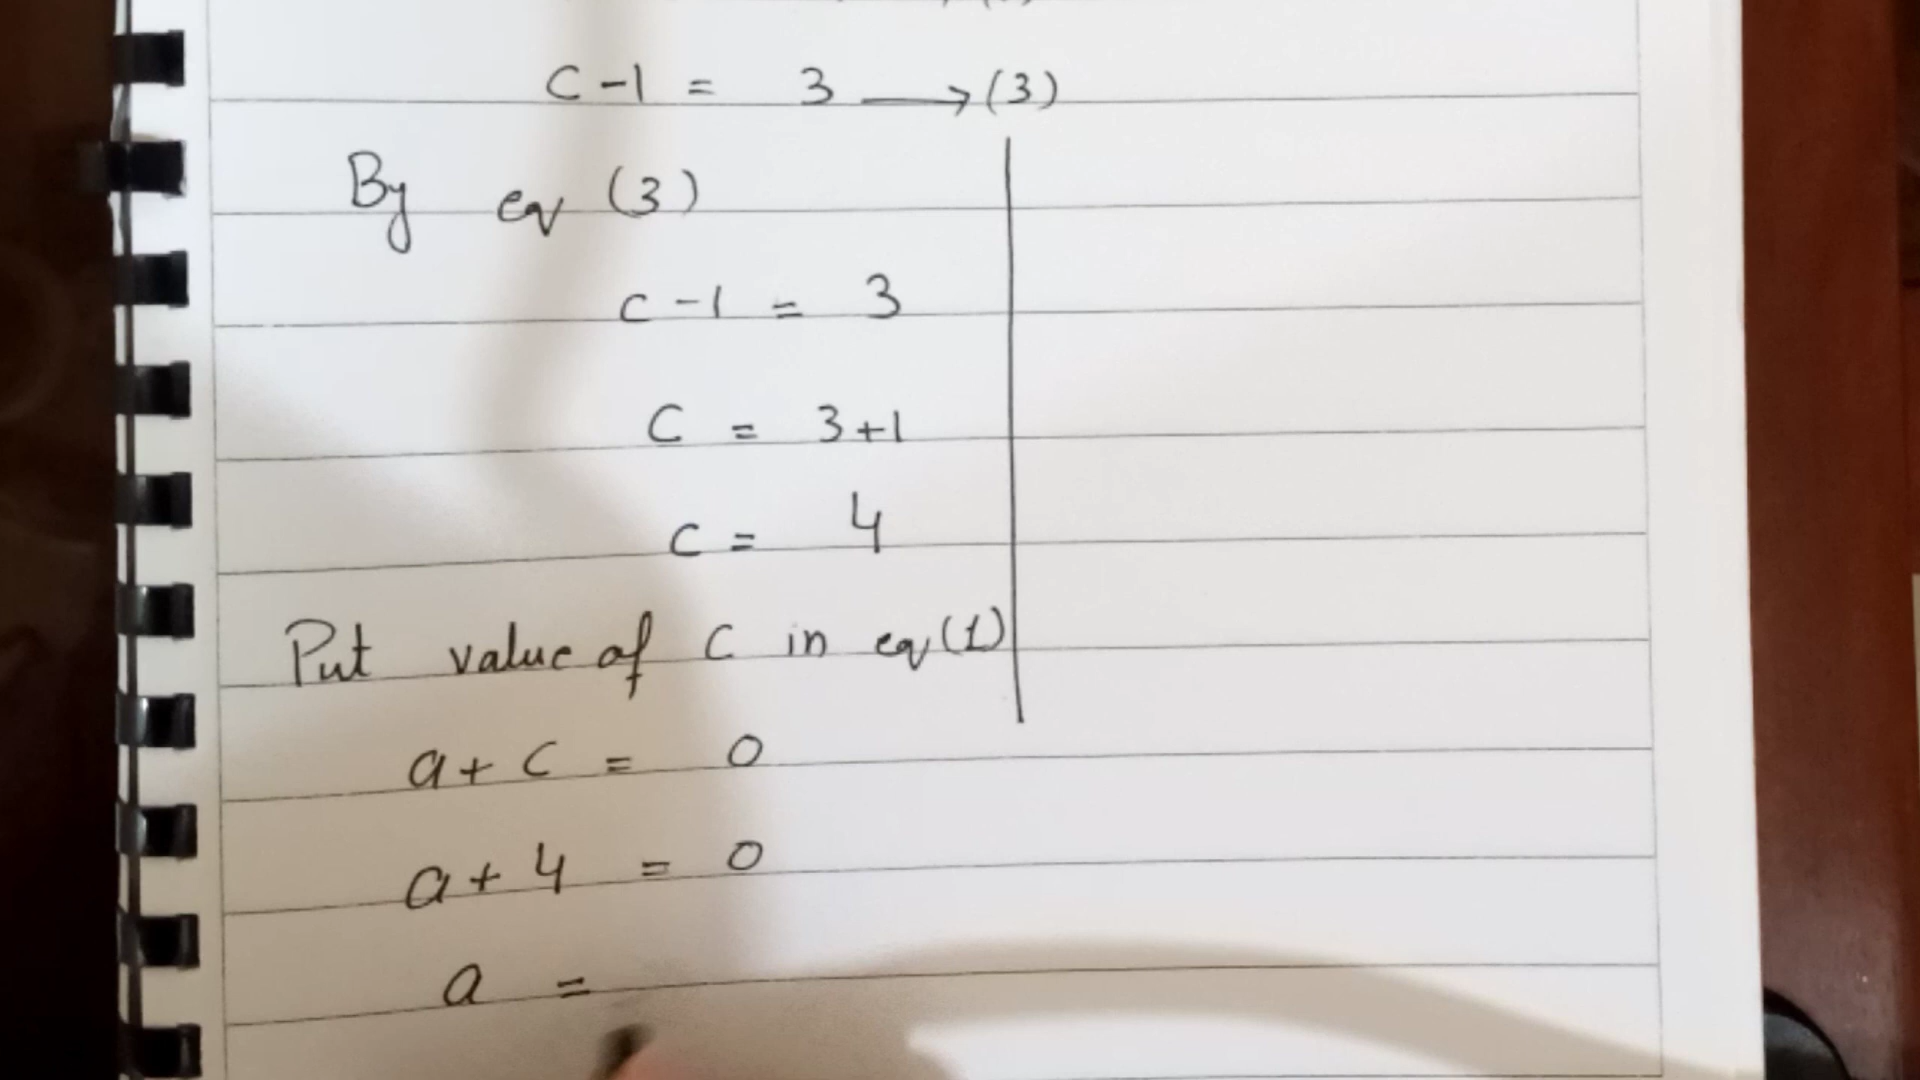 c - 1 = 3 → (3)
By eq (3)
c - 1 = 3
c = 3 + 1
c = 4
Put value of c in eq (1)
a + c = 0
a + 4 = 0
a =